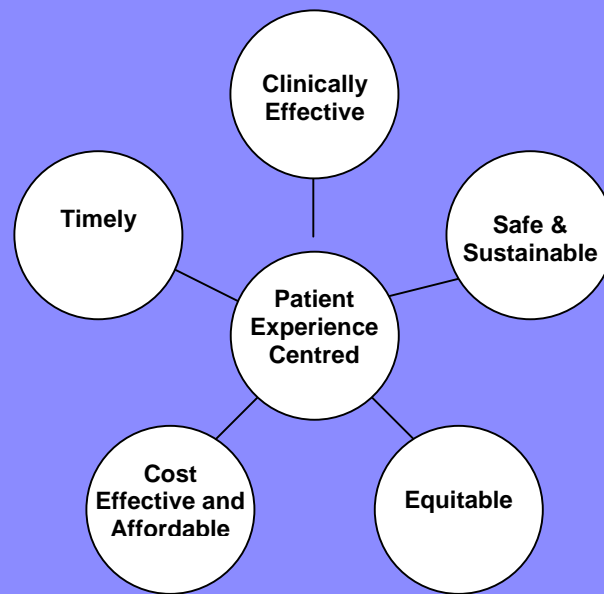 Clinically
Effective
Timely
Safe &
Sustainable
Patient
Experience
Centred
Cost
Effective and
Affordable
Equitable